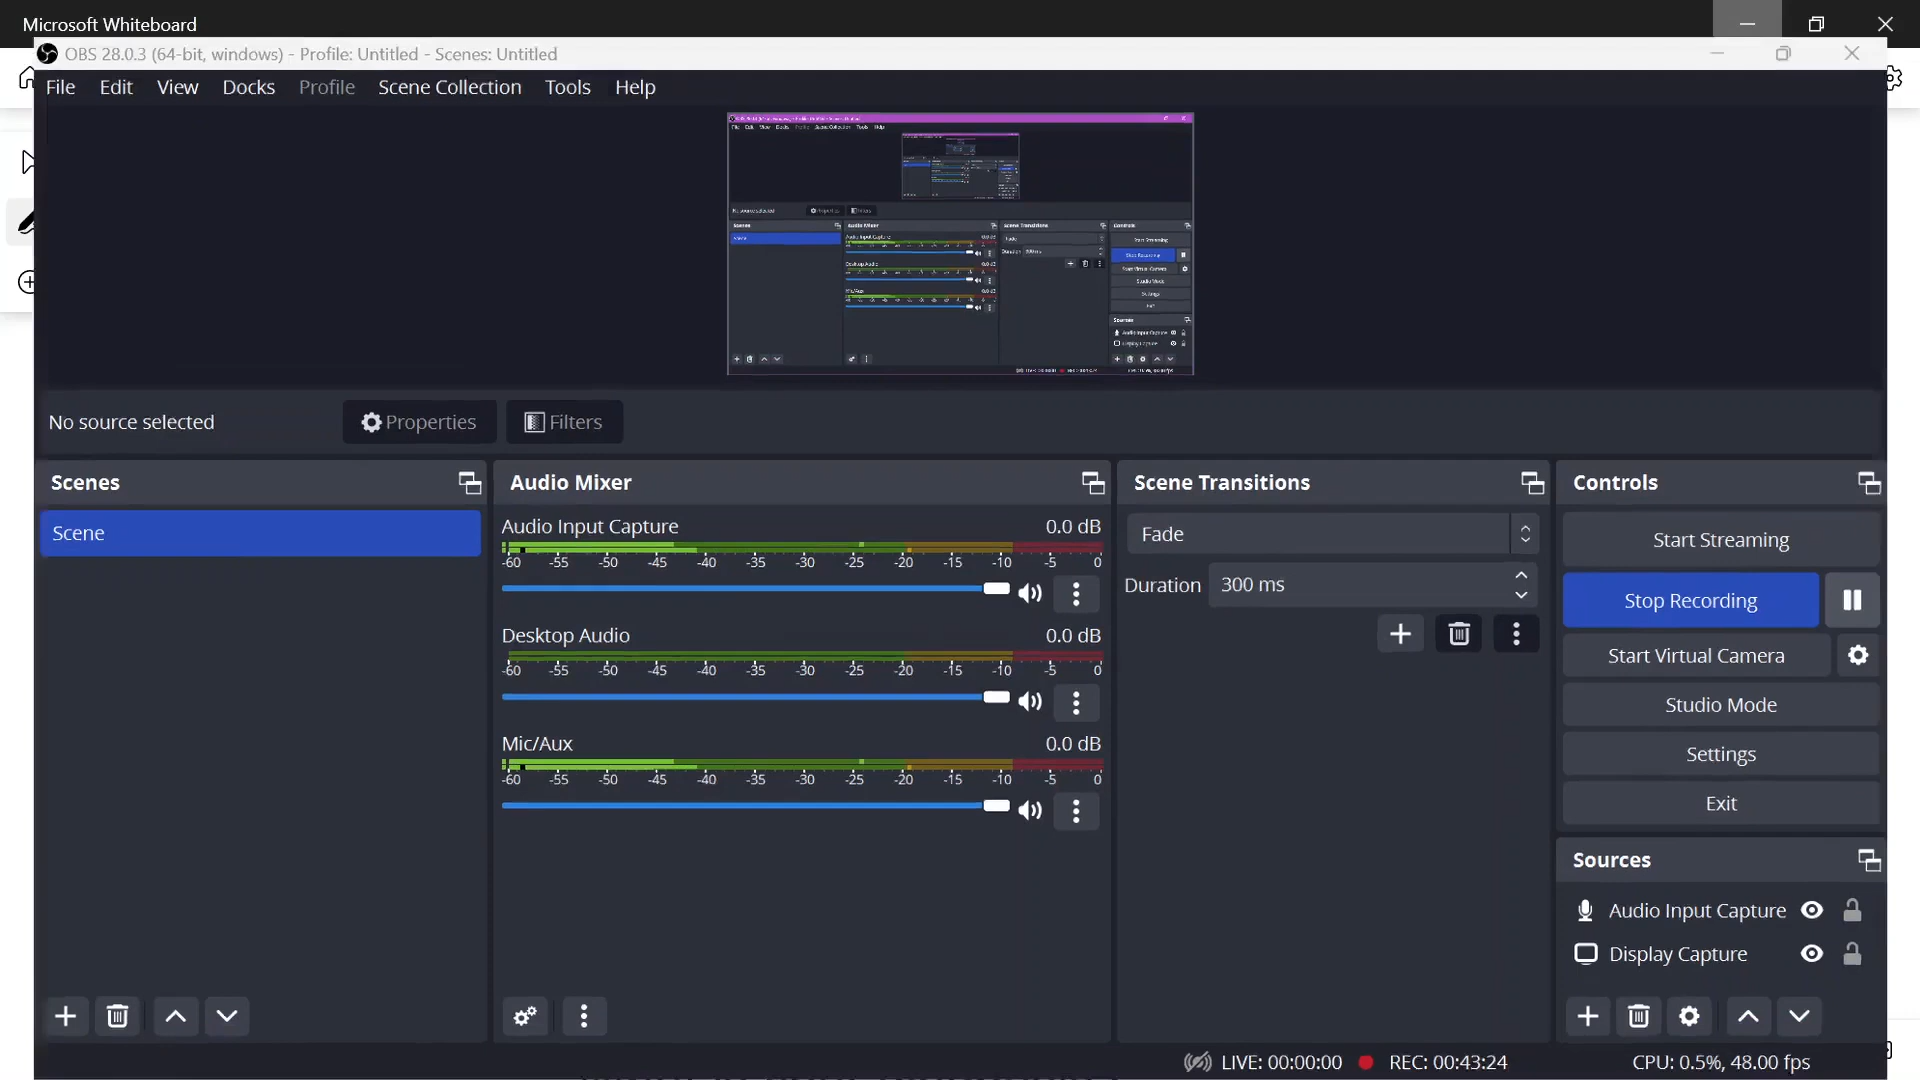 Microsoft Whiteboard
OBS 28.0.3 (64-bit, windows) - Profile: Untitled - Scenes: Untitled
File Edit View Docks Profile Scene Collection Tools Help
No source selected
Properties
Filters
Scenes
Scene
Audio Mixer
Audio Input Capture 0.0 dB
-60 -55 -50 -45 -40 -35 -30 -25 -20 -15 -10 -5 0
Desktop Audio 0.0 dB
-60 -55 -50 -45 -40 -35 -30 -25 -20 -15 -10 -5 0
Mic/Aux 0.0 dB
-60 -55 -50 -45 -40 -35 -30 -25 -20 -15 -10 -5 0
Scene Transitions
Fade
Duration 300 ms
Controls
Start Streaming
Stop Recording
Start Virtual Camera
Studio Mode
Settings
Exit
Sources
Audio Input Capture
Display Capture
LIVE: 00:00:00 REC: 00:43:24 CPU: 0.5%, 48.00 fps